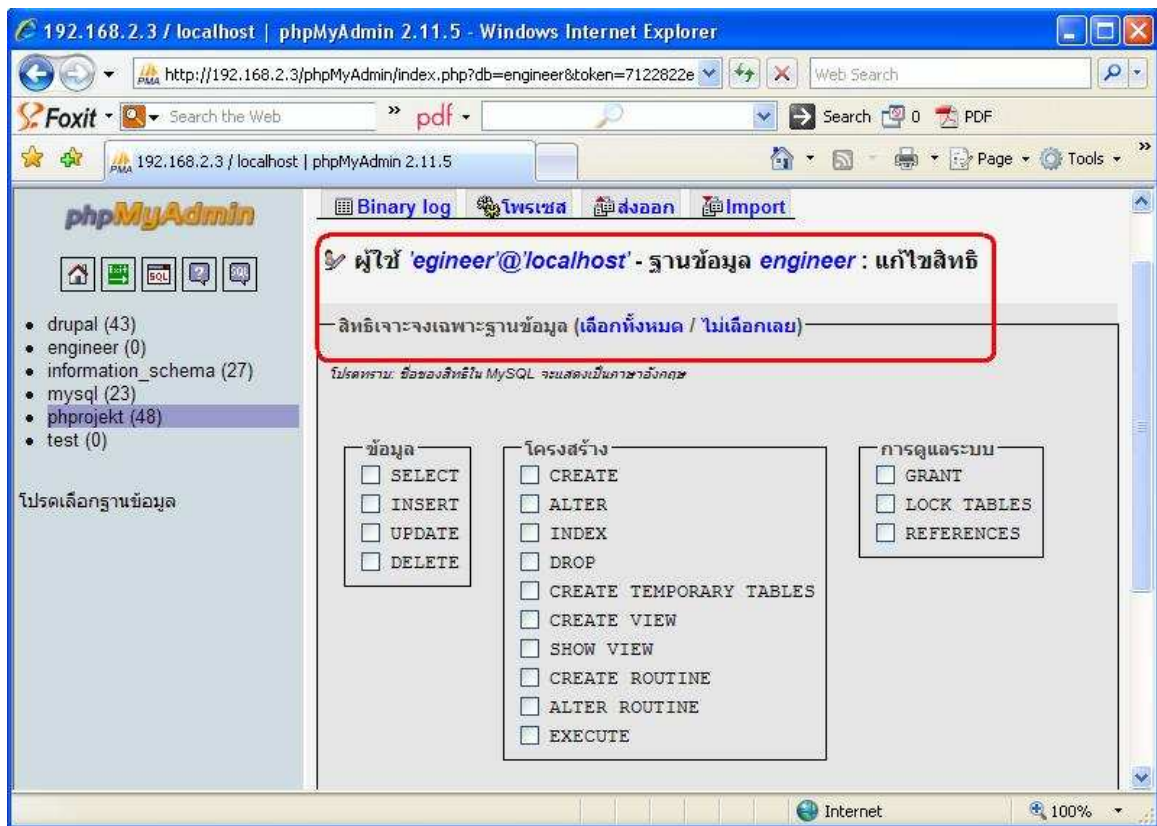 192.168.2.3 / localhost | phpMyAdmin 2.11.5 - Windows Internet Explorer
http://192.168.2.3/phpMyAdmin/index.php?db=engineer&token=7122822e
Web Search
Foxit
Search the Web
»
pdf
Search
0
PDF
192.168.2.3 / localhost | phpMyAdmin 2.11.5
Page
Tools
»
phpMyAdmin
Exit
SQL
SQL
drupal (43)
engineer (0)
information_schema (27)
mysql (23)
phprojekt (48)
test (0)
โปรดเลือกฐานข้อมูล
Binary log
โพรเซส
ส่งออก
Import
ผู้ใช้ 'egineer'@'localhost' - ฐานข้อมูล engineer : แก้ไขสิทธิ
สิทธิเจาะจงเฉพาะฐานข้อมูล (เลือกทั้งหมด / ไม่เลือกเลย)
โปรดทราบ: ชื่อของสิทธิใน MySQL จะแสดงเป็นภาษาอังกฤษ
ข้อมูล
SELECT
INSERT
UPDATE
DELETE
โครงสร้าง
CREATE
ALTER
INDEX
DROP
CREATE TEMPORARY TABLES
CREATE VIEW
SHOW VIEW
CREATE ROUTINE
ALTER ROUTINE
EXECUTE
การดูแลระบบ
GRANT
LOCK TABLES
REFERENCES
Internet
100%